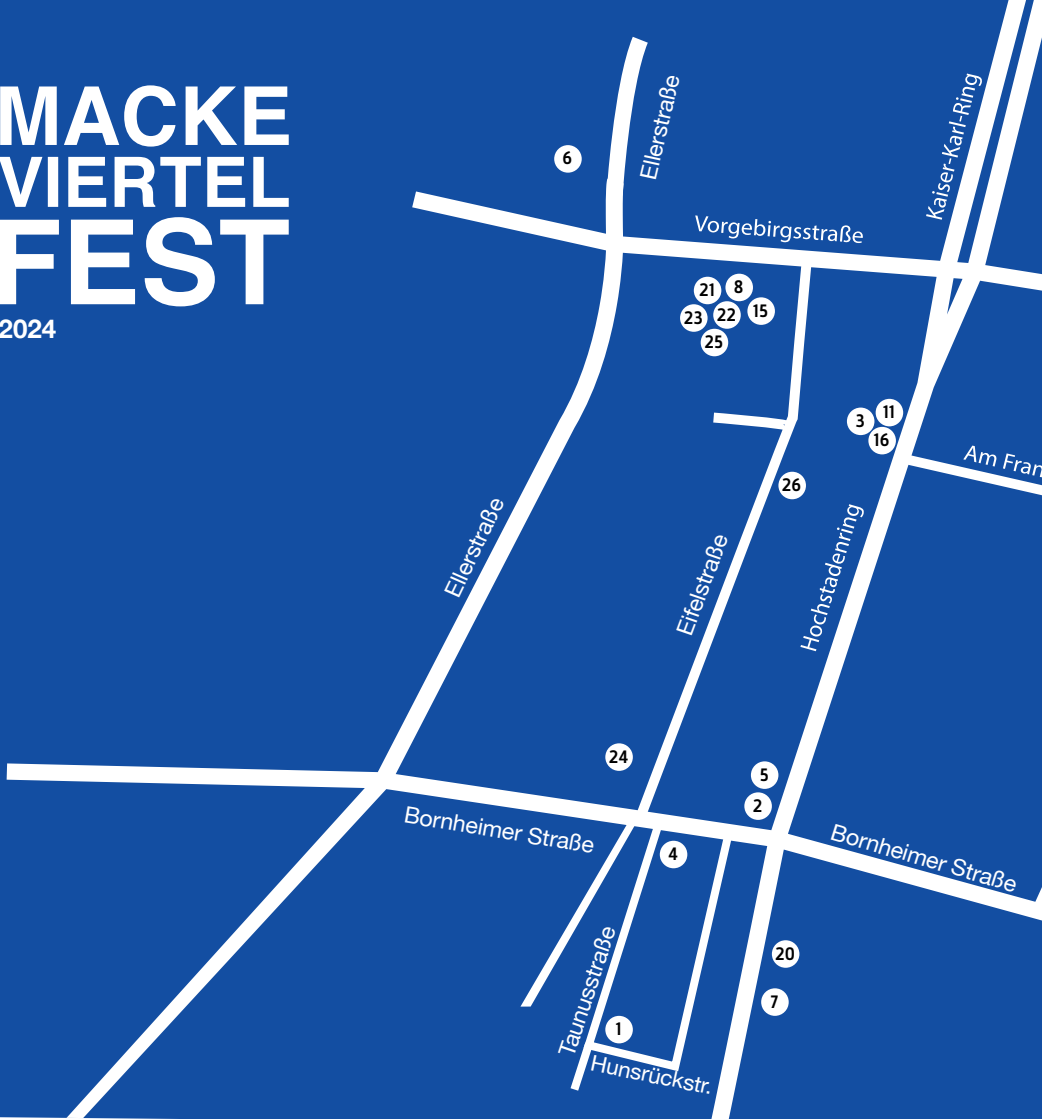 MACKE
VIERTEL
FEST
2024
Ellerstraße
Kaiser-Karl-Ring
6
Vorgebirgsstraße
21
8
23
22
15
25
3
11
16
Am Fran
26
Ellerstraße
Eifelstraße
Hochstadenring
24
5
2
Bornheimer Straße
Bornheimer Straße
4
20
Taunusstraße
7
1
Hunsrückstr.